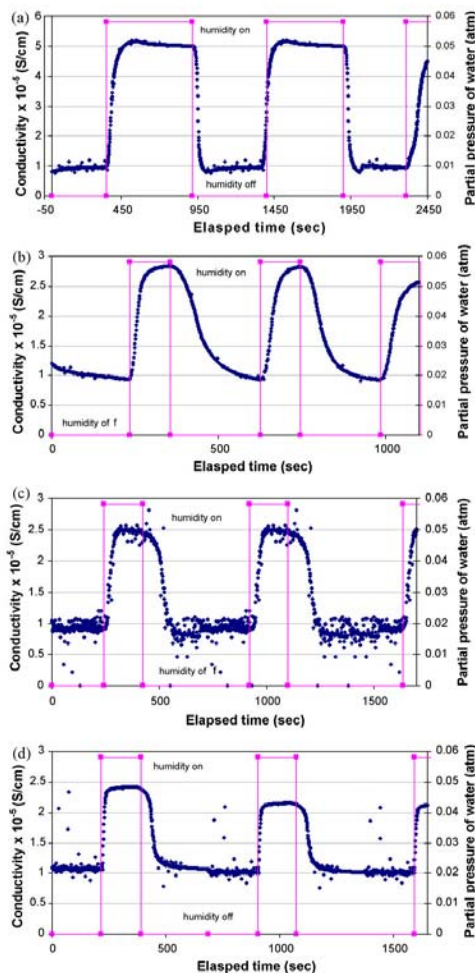 (a)
6
5
4
3
2
1
0
Conductivity x 10⁻⁵ (S/cm)
humidity on
humidity off
0.06
0.05
0.04
0.03
0.02
0.01
0
Partial pressure of water (atm)
-50 450 950 1450 1950 2450
Elasped time (sec)
(b)
3
2.5
2
1.5
1
0.5
0
Conductivity x 10⁻⁵ (S/cm)
humidity on
humidity of f
0.06
0.05
0.04
0.03
0.02
0.01
0
Partial pressure of water (atm)
0 500 1000
Elasped time (sec)
(c)
3
2.5
2
1.5
1
0.5
0
Conductivity x 10⁻⁵ (S/cm)
humidity on
humidity of f
0.06
0.05
0.04
0.03
0.02
0.01
0
Partial pressure of water (atm)
0 500 1000 1500
Elapsed time (sec)
(d)
3
2.5
2
1.5
1
0.5
0
Conductivity x 10⁻⁵ (S/cm)
humidity on
humidity off
0.06
0.05
0.04
0.03
0.02
0.01
0
Partial pressure of water (atm)
0 500 1000 1500
Elapsed time (sec)